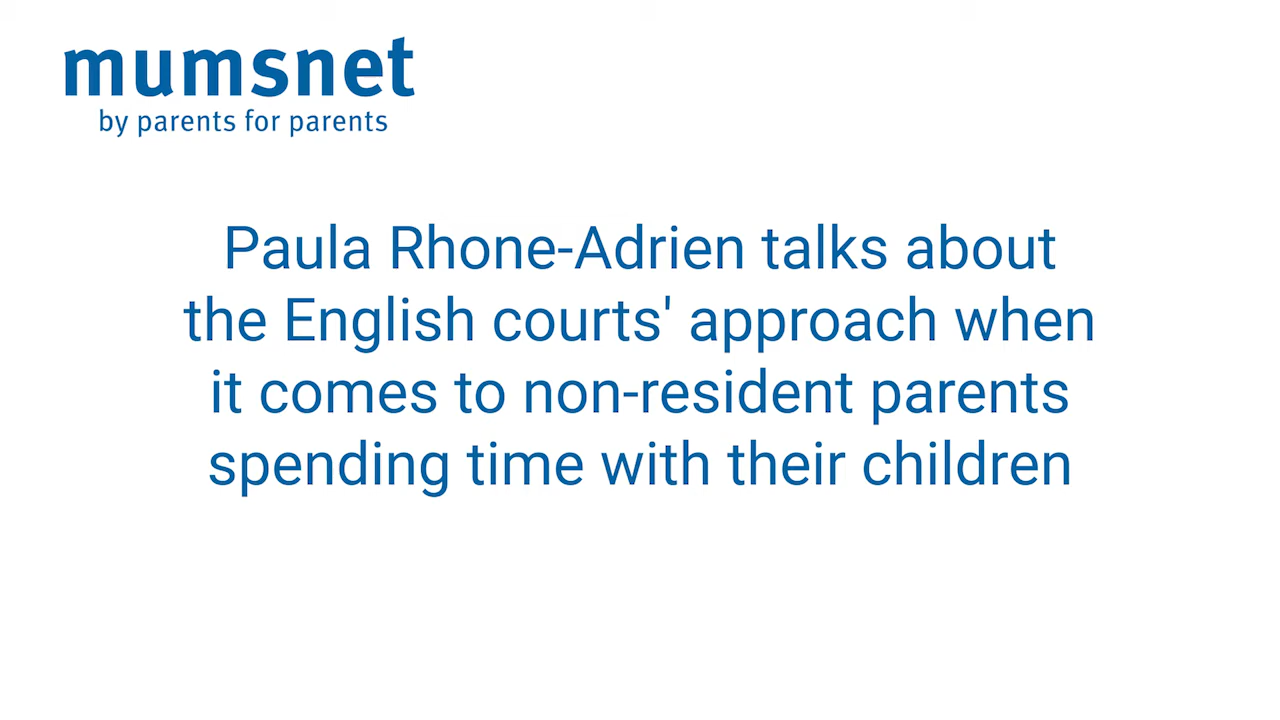 mumsnet
by parents for parents
Paula Rhone-Adrien talks about
the English courts' approach when
it comes to non-resident parents
spending time with their children